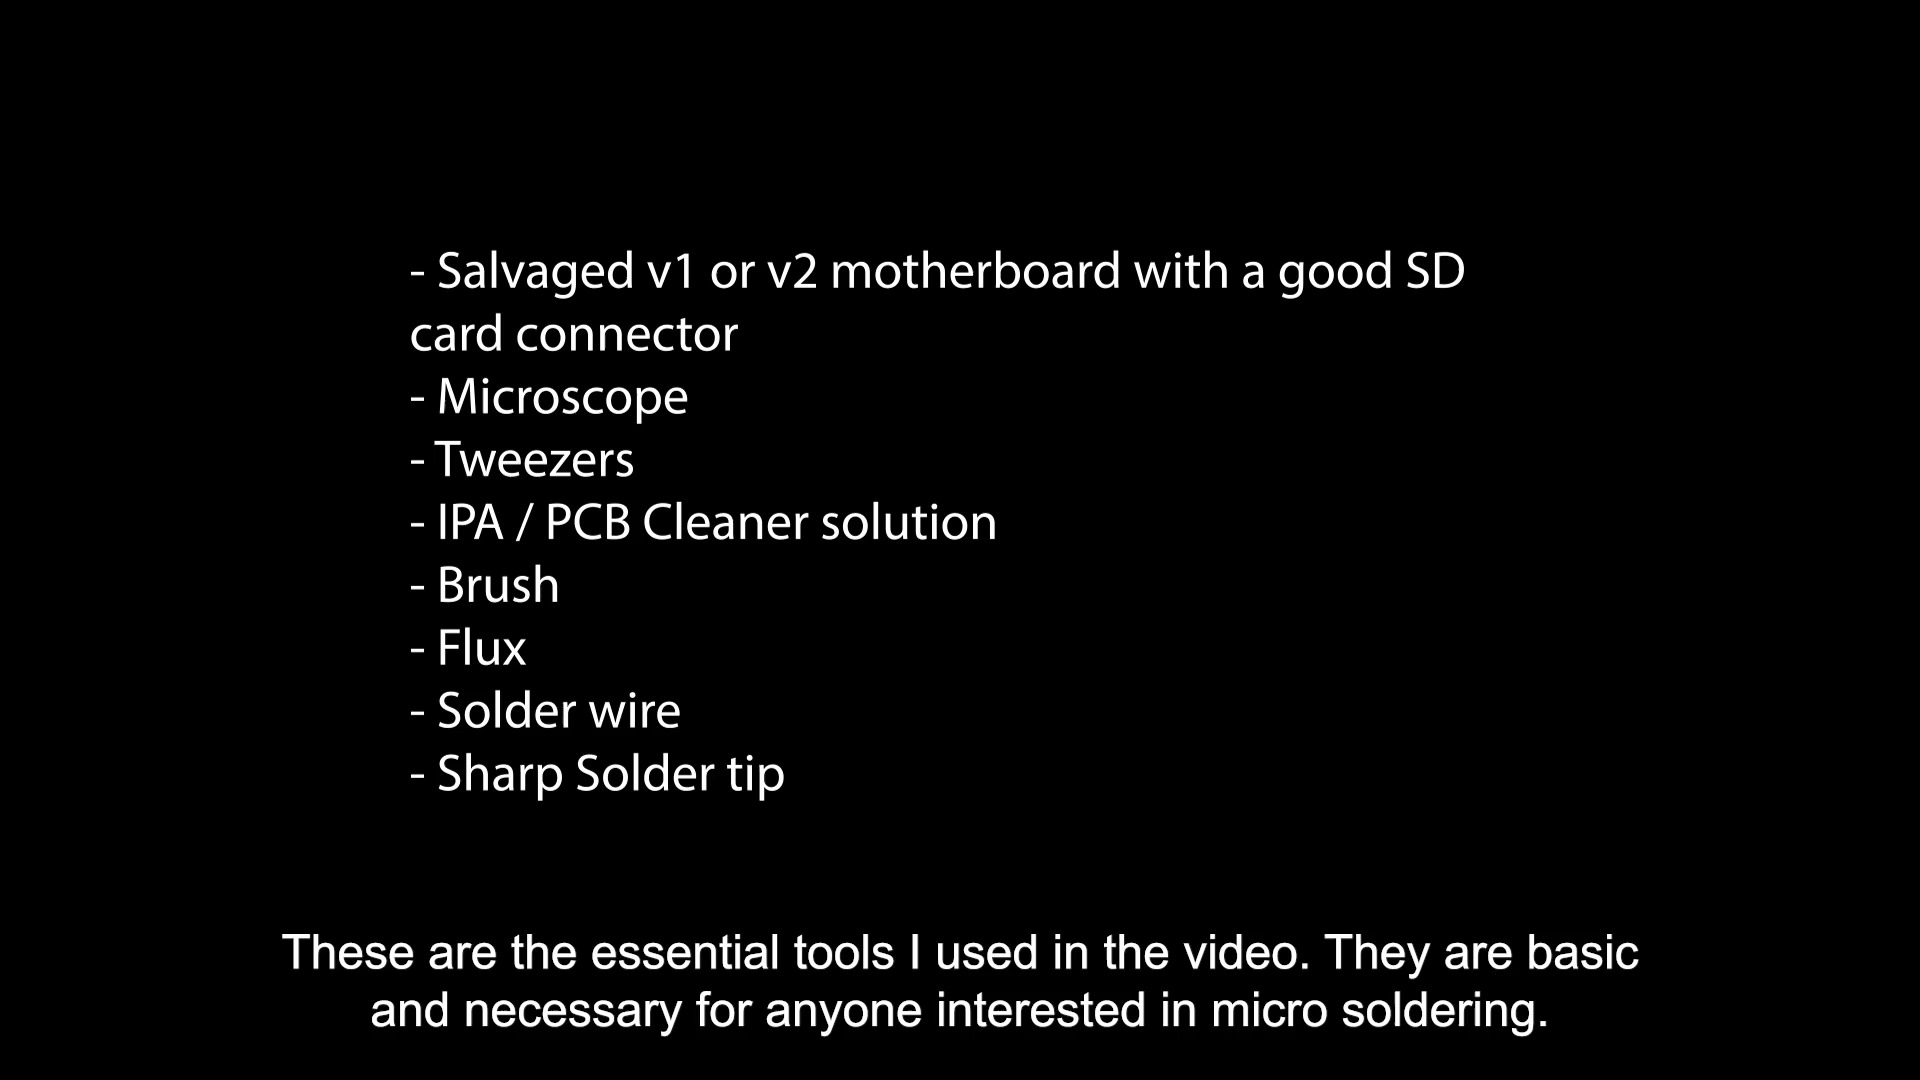 - Salvaged v1 or v2 motherboard with a good SD
card connector
- Microscope
- Tweezers
- IPA / PCB Cleaner solution
- Brush
- Flux
- Solder wire
- Sharp Solder tip
These are the essential tools I used in the video. They are basic
and necessary for anyone interested in micro soldering.